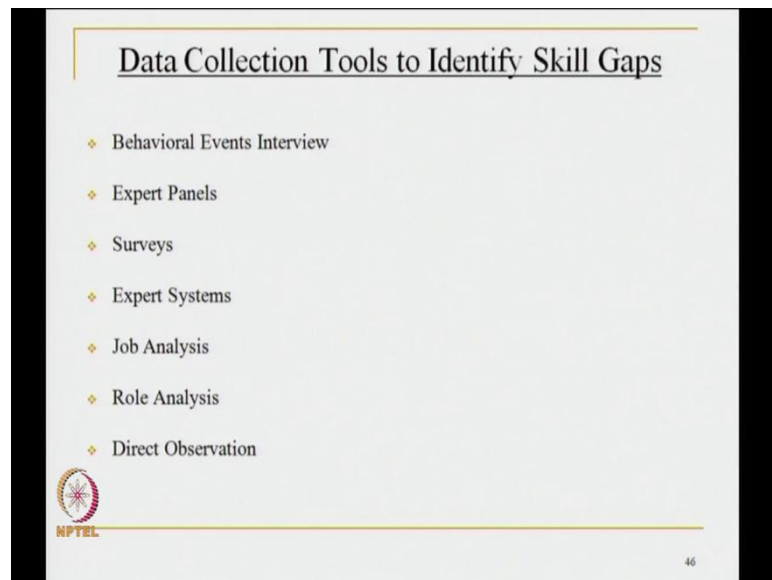 Data Collection Tools to Identify Skill Gaps
Behavioral Events Interview
Expert Panels
Surveys
Expert Systems
Job Analysis
Role Analysis
Direct Observation
NPTEL
46